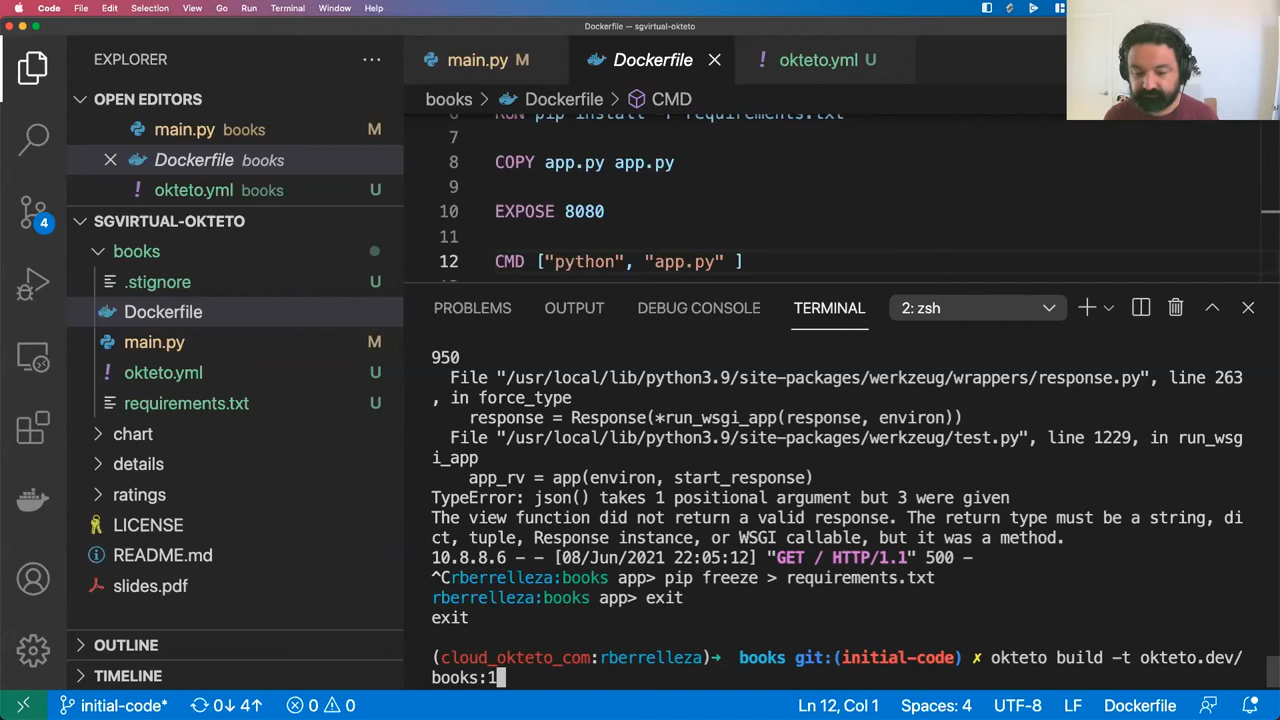 Code File Edit Selection View Go Run Terminal Window Help
Dockerfile — sgvirtual-okteto
EXPLORER
OPEN EDITORS
main.py books M
Dockerfile books
okteto.yml books U
SGVIRTUAL-OKTETO
books
.stignore U
Dockerfile
main.py M
okteto.yml U
requirements.txt U
chart
details
ratings
LICENSE
README.md
slides.pdf
OUTLINE
TIMELINE
4
main.py M
Dockerfile
okteto.yml U
books > Dockerfile > CMD
6 RUN pip install -r requirements.txt
7
8 COPY app.py app.py
9
10 EXPOSE 8080
11
12 CMD ["python", "app.py" ]
PROBLEMS OUTPUT DEBUG CONSOLE TERMINAL 2: zsh
950
File "/usr/local/lib/python3.9/site-packages/werkzeug/wrappers/response.py", line 263
, in force_type
response = Response(*run_wsgi_app(response, environ))
File "/usr/local/lib/python3.9/site-packages/werkzeug/test.py", line 1229, in run_wsg
i_app
app_rv = app(environ, start_response)
TypeError: json() takes 1 positional argument but 3 were given
The view function did not return a valid response. The return type must be a string, di
ct, tuple, Response instance, or WSGI callable, but it was a method.
10.8.8.6 - - [08/Jun/2021 22:05:12] "GET / HTTP/1.1" 500 -
^Crberrelleza:books app> pip freeze > requirements.txt
rberrelleza:books app> exit
exit
(cloud_okteto_com:rberrelleza)➜ books git:(initial-code) ✗ okteto build -t okteto.dev/
books:1
initial-code* 0↓ 4↑ 0 0 Ln 12, Col 1 Spaces: 4 UTF-8 LF Dockerfile